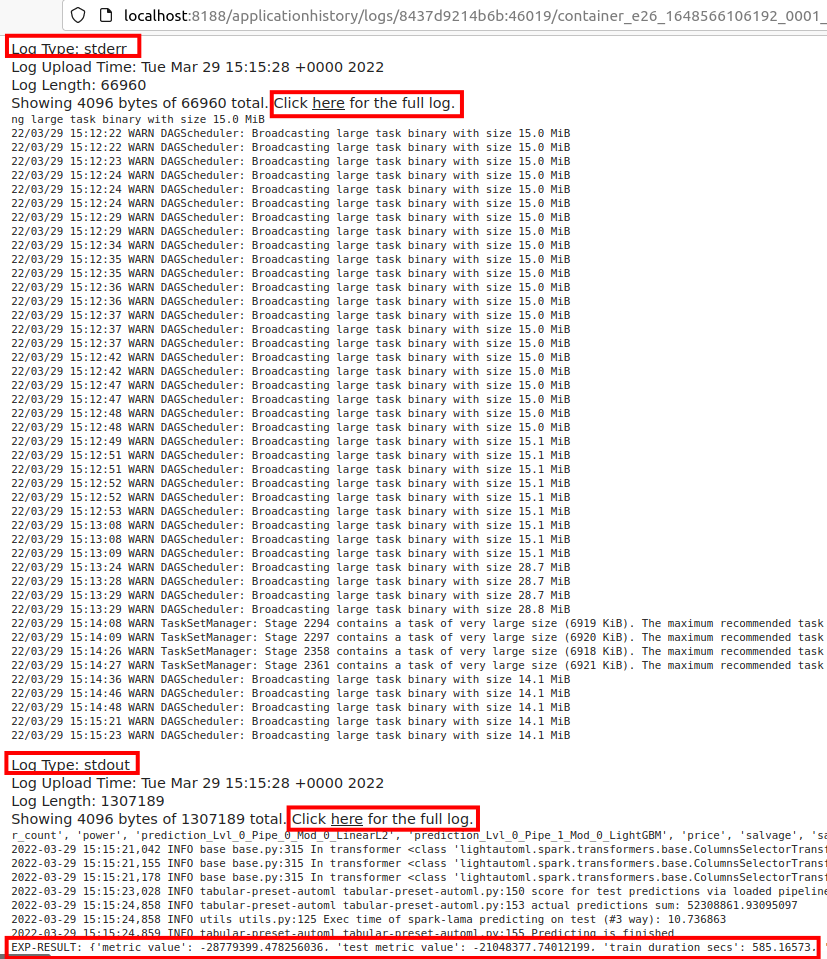 localhost:8188/applicationhistory/logs/8437d9214b6b:46019/container_e26_1648566106192_0001_
Log Type: stderr
Log Upload Time: Tue Mar 29 15:15:28 +0000 2022
Log Length: 66960
Showing 4096 bytes of 66960 total. Click here for the full log.
ng large task binary with size 15.0 MiB
22/03/29 15:12:22 WARN DAGScheduler: Broadcasting large task binary with size 15.0 MiB
22/03/29 15:12:22 WARN DAGScheduler: Broadcasting large task binary with size 15.0 MiB
22/03/29 15:12:23 WARN DAGScheduler: Broadcasting large task binary with size 15.0 MiB
22/03/29 15:12:24 WARN DAGScheduler: Broadcasting large task binary with size 15.0 MiB
22/03/29 15:12:24 WARN DAGScheduler: Broadcasting large task binary with size 15.0 MiB
22/03/29 15:12:24 WARN DAGScheduler: Broadcasting large task binary with size 15.0 MiB
22/03/29 15:12:29 WARN DAGScheduler: Broadcasting large task binary with size 15.0 MiB
22/03/29 15:12:29 WARN DAGScheduler: Broadcasting large task binary with size 15.0 MiB
22/03/29 15:12:34 WARN DAGScheduler: Broadcasting large task binary with size 15.0 MiB
22/03/29 15:12:35 WARN DAGScheduler: Broadcasting large task binary with size 15.0 MiB
22/03/29 15:12:35 WARN DAGScheduler: Broadcasting large task binary with size 15.0 MiB
22/03/29 15:12:36 WARN DAGScheduler: Broadcasting large task binary with size 15.0 MiB
22/03/29 15:12:36 WARN DAGScheduler: Broadcasting large task binary with size 15.0 MiB
22/03/29 15:12:37 WARN DAGScheduler: Broadcasting large task binary with size 15.0 MiB
22/03/29 15:12:37 WARN DAGScheduler: Broadcasting large task binary with size 15.0 MiB
22/03/29 15:12:37 WARN DAGScheduler: Broadcasting large task binary with size 15.0 MiB
22/03/29 15:12:42 WARN DAGScheduler: Broadcasting large task binary with size 15.0 MiB
22/03/29 15:12:42 WARN DAGScheduler: Broadcasting large task binary with size 15.0 MiB
22/03/29 15:12:47 WARN DAGScheduler: Broadcasting large task binary with size 15.0 MiB
22/03/29 15:12:47 WARN DAGScheduler: Broadcasting large task binary with size 15.0 MiB
22/03/29 15:12:48 WARN DAGScheduler: Broadcasting large task binary with size 15.0 MiB
22/03/29 15:12:48 WARN DAGScheduler: Broadcasting large task binary with size 15.0 MiB
22/03/29 15:12:49 WARN DAGScheduler: Broadcasting large task binary with size 15.1 MiB
22/03/29 15:12:51 WARN DAGScheduler: Broadcasting large task binary with size 15.1 MiB
22/03/29 15:12:51 WARN DAGScheduler: Broadcasting large task binary with size 15.1 MiB
22/03/29 15:12:52 WARN DAGScheduler: Broadcasting large task binary with size 15.1 MiB
22/03/29 15:12:52 WARN DAGScheduler: Broadcasting large task binary with size 15.1 MiB
22/03/29 15:12:53 WARN DAGScheduler: Broadcasting large task binary with size 15.1 MiB
22/03/29 15:13:08 WARN DAGScheduler: Broadcasting large task binary with size 15.1 MiB
22/03/29 15:13:08 WARN DAGScheduler: Broadcasting large task binary with size 15.1 MiB
22/03/29 15:13:09 WARN DAGScheduler: Broadcasting large task binary with size 15.1 MiB
22/03/29 15:13:24 WARN DAGScheduler: Broadcasting large task binary with size 28.7 MiB
22/03/29 15:13:28 WARN DAGScheduler: Broadcasting large task binary with size 28.7 MiB
22/03/29 15:13:29 WARN DAGScheduler: Broadcasting large task binary with size 28.7 MiB
22/03/29 15:13:29 WARN DAGScheduler: Broadcasting large task binary with size 28.8 MiB
22/03/29 15:14:08 WARN TaskSetManager: Stage 2294 contains a task of very large size (6919 KiB). The maximum recommended task
22/03/29 15:14:09 WARN TaskSetManager: Stage 2297 contains a task of very large size (6920 KiB). The maximum recommended task
22/03/29 15:14:26 WARN TaskSetManager: Stage 2358 contains a task of very large size (6918 KiB). The maximum recommended task
22/03/29 15:14:27 WARN TaskSetManager: Stage 2361 contains a task of very large size (6921 KiB). The maximum recommended task
22/03/29 15:14:36 WARN DAGScheduler: Broadcasting large task binary with size 14.1 MiB
22/03/29 15:14:46 WARN DAGScheduler: Broadcasting large task binary with size 14.1 MiB
22/03/29 15:14:48 WARN DAGScheduler: Broadcasting large task binary with size 14.1 MiB
22/03/29 15:15:21 WARN DAGScheduler: Broadcasting large task binary with size 14.1 MiB
22/03/29 15:15:23 WARN DAGScheduler: Broadcasting large task binary with size 14.1 MiB
Log Type: stdout
Log Upload Time: Tue Mar 29 15:15:28 +0000 2022
Log Length: 1307189
Showing 4096 bytes of 1307189 total. Click here for the full log.
r_count', 'power', 'prediction_Lvl_0_Pipe_0_Mod_0_LinearL2', 'prediction_Lvl_0_Pipe_1_Mod_0_LightGBM', 'price', 'salvage', 'sa
2022-03-29 15:15:21,042 INFO base base.py:315 In transformer <class 'lightautoml.spark.transformers.base.ColumnsSelectorTransf
2022-03-29 15:15:21,155 INFO base base.py:315 In transformer <class 'lightautoml.spark.transformers.base.ColumnsSelectorTransf
2022-03-29 15:15:21,178 INFO base base.py:315 In transformer <class 'lightautoml.spark.transformers.base.ColumnsSelectorTransf
2022-03-29 15:15:23,028 INFO tabular-preset-automl tabular-preset-automl.py:150 score for test predictions via loaded pipeline
2022-03-29 15:15:24,858 INFO tabular-preset-automl tabular-preset-automl.py:153 actual predictions sum: 52308861.93095097
2022-03-29 15:15:24,858 INFO utils utils.py:125 Exec time of spark-lama predicting on test (#3 way): 10.736863
2022-03-29 15:15:24,859 INFO tabular-preset-automl tabular-preset-automl.py:155 Predicting is finished
EXP-RESULT: {'metric value': -28779399.478256036, 'test metric value': -21048377.74012199, 'train duration secs': 585.16573,